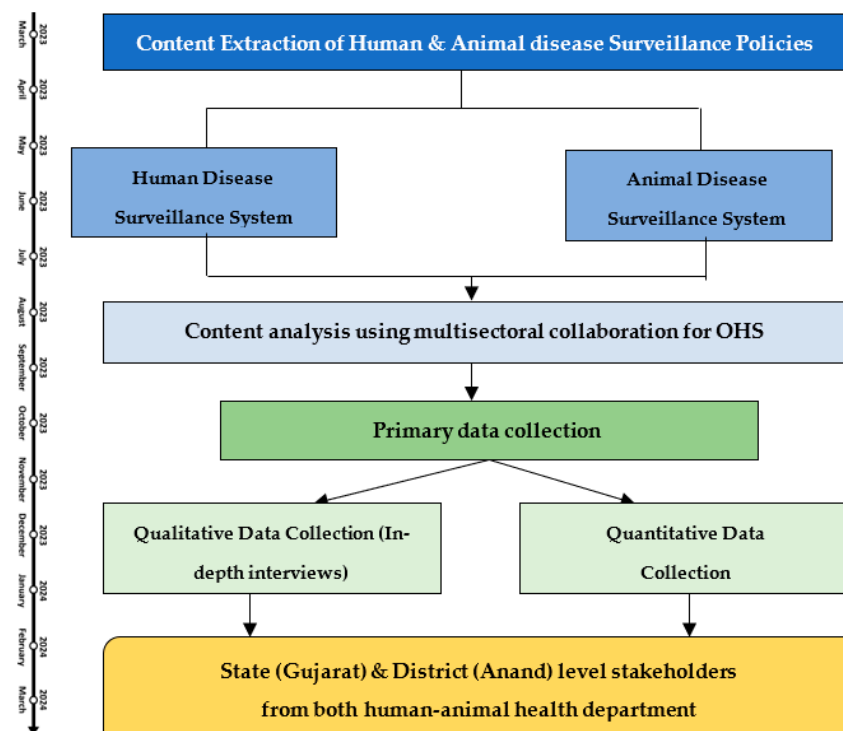 2023
March
Content Extraction of Human & Animal disease Surveillance Policies
2023
April
2023
May
Human Disease
Surveillance System
Animal Disease
Surveillance System
2023
June
2023
July
2023
August
Content analysis using multisectoral collaboration for OHS
2023
September
2023
October
Primary data collection
2023
November
2023
December
Qualitative Data Collection (In-
depth interviews)
Quantitative Data
Collection
2024
January
2024
February
State (Gujarat) & District (Anand) level stakeholders
from both human-animal health department
2024
March